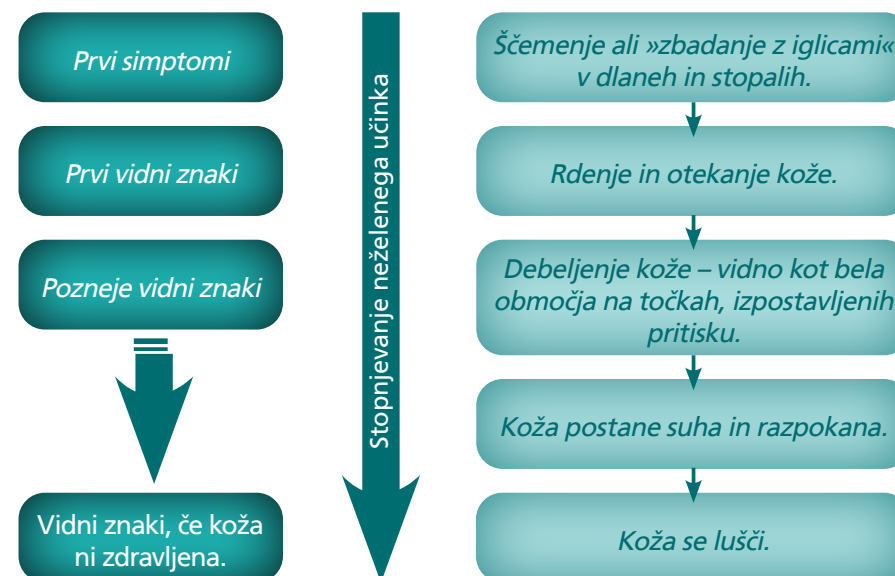 Prvi simptomi
Ščemenje ali »zbadanje z iglicami«
v dlaneh in stopalih.
Prvi vidni znaki
Rdenje in otekanje kože.
Pozneje vidni znaki
Debeljenje kože – vidno kot bela
območja na točkah, izpostavljenih
pritisku.
Stopnjevanje neželenega učinka
Koža postane suha in razpokana.
Vidni znaki, če koža
ni zdravljena.
Koža se lušči.